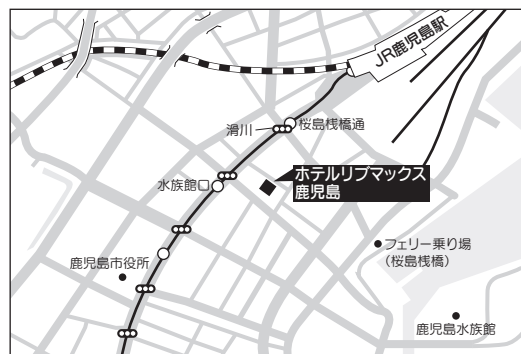 JR鹿児島駅
桜島桟橋通
滑川
水族館口
ホテルリブマックス
鹿児島
フェリー乗り場
（桜島桟橋）
鹿児島市役所
鹿児島水族館